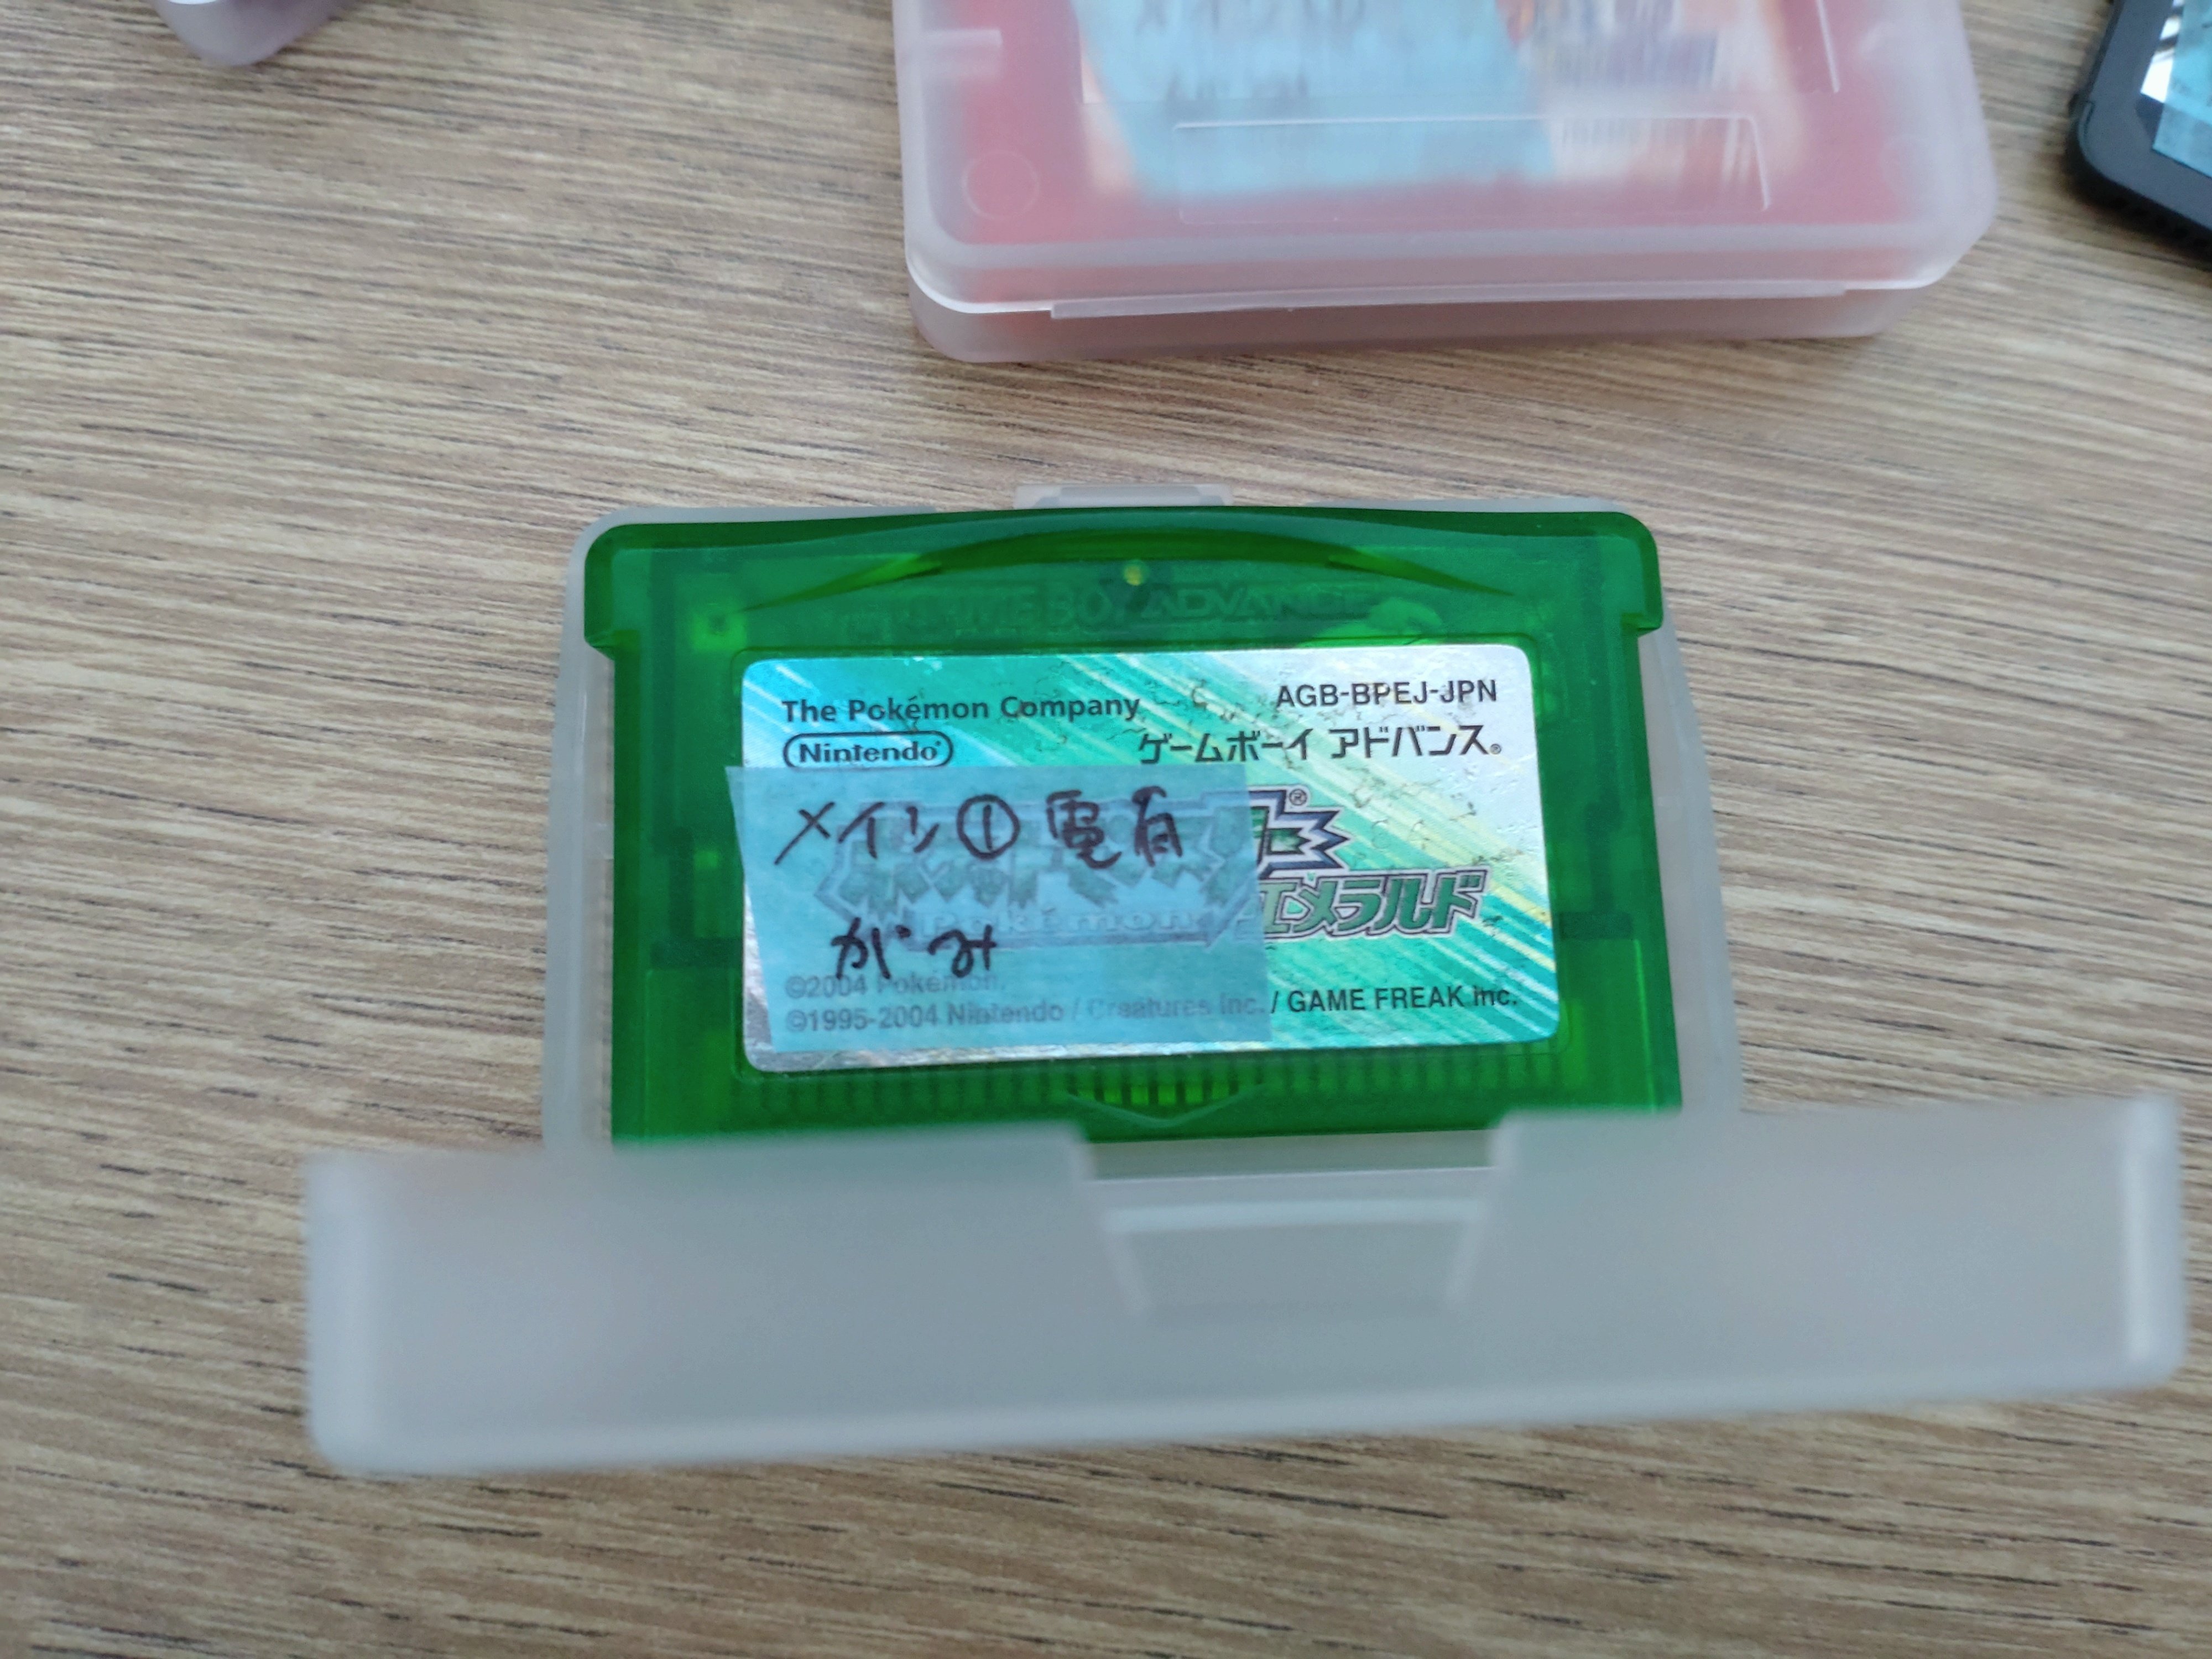 GAME BOY ADVANCE
The Pokémon Company
AGB-BPEJ-JPN
Nintendo
ゲームボーイ アドバンス
メイン① 電有
エメラルド
がみ
pokémon
©2004 Pokémon.
©1995-2004 Nintendo / Creatures inc. / GAME FREAK inc.